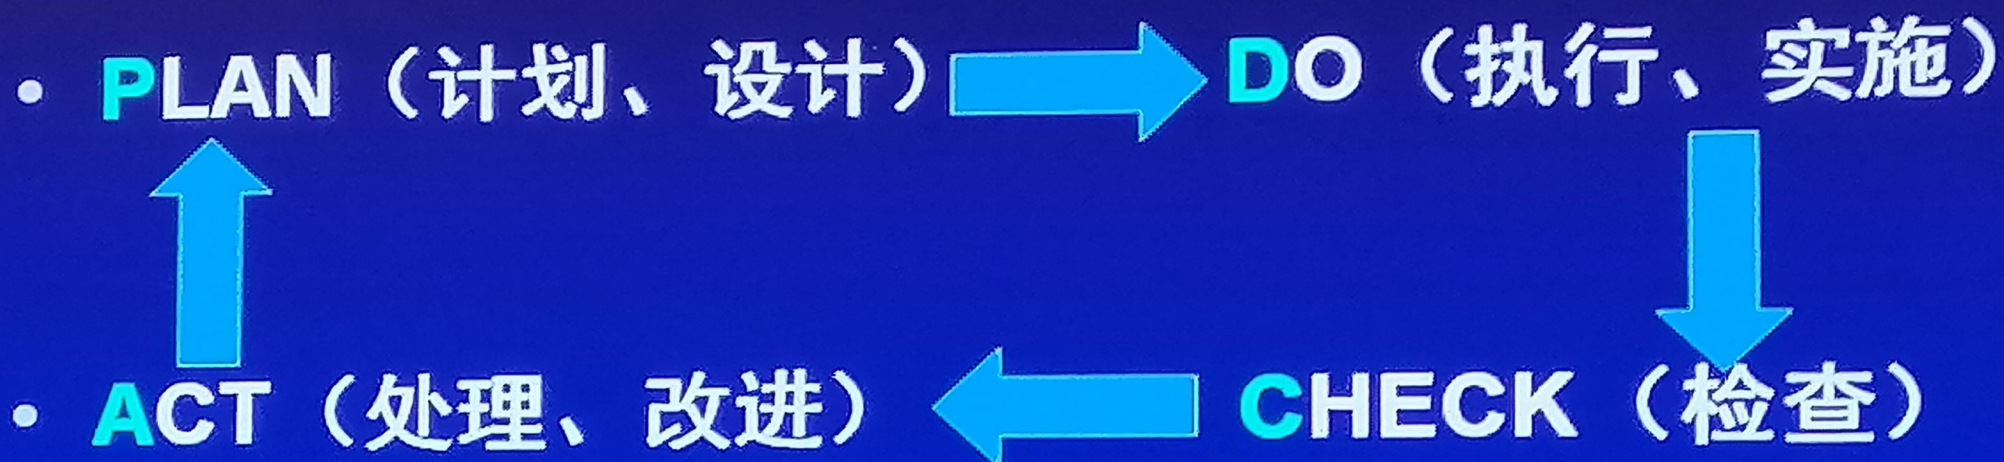 • PLAN（计划、设计） DO（执行、实施）
• ACT（处理、改进） CHECK（检查）